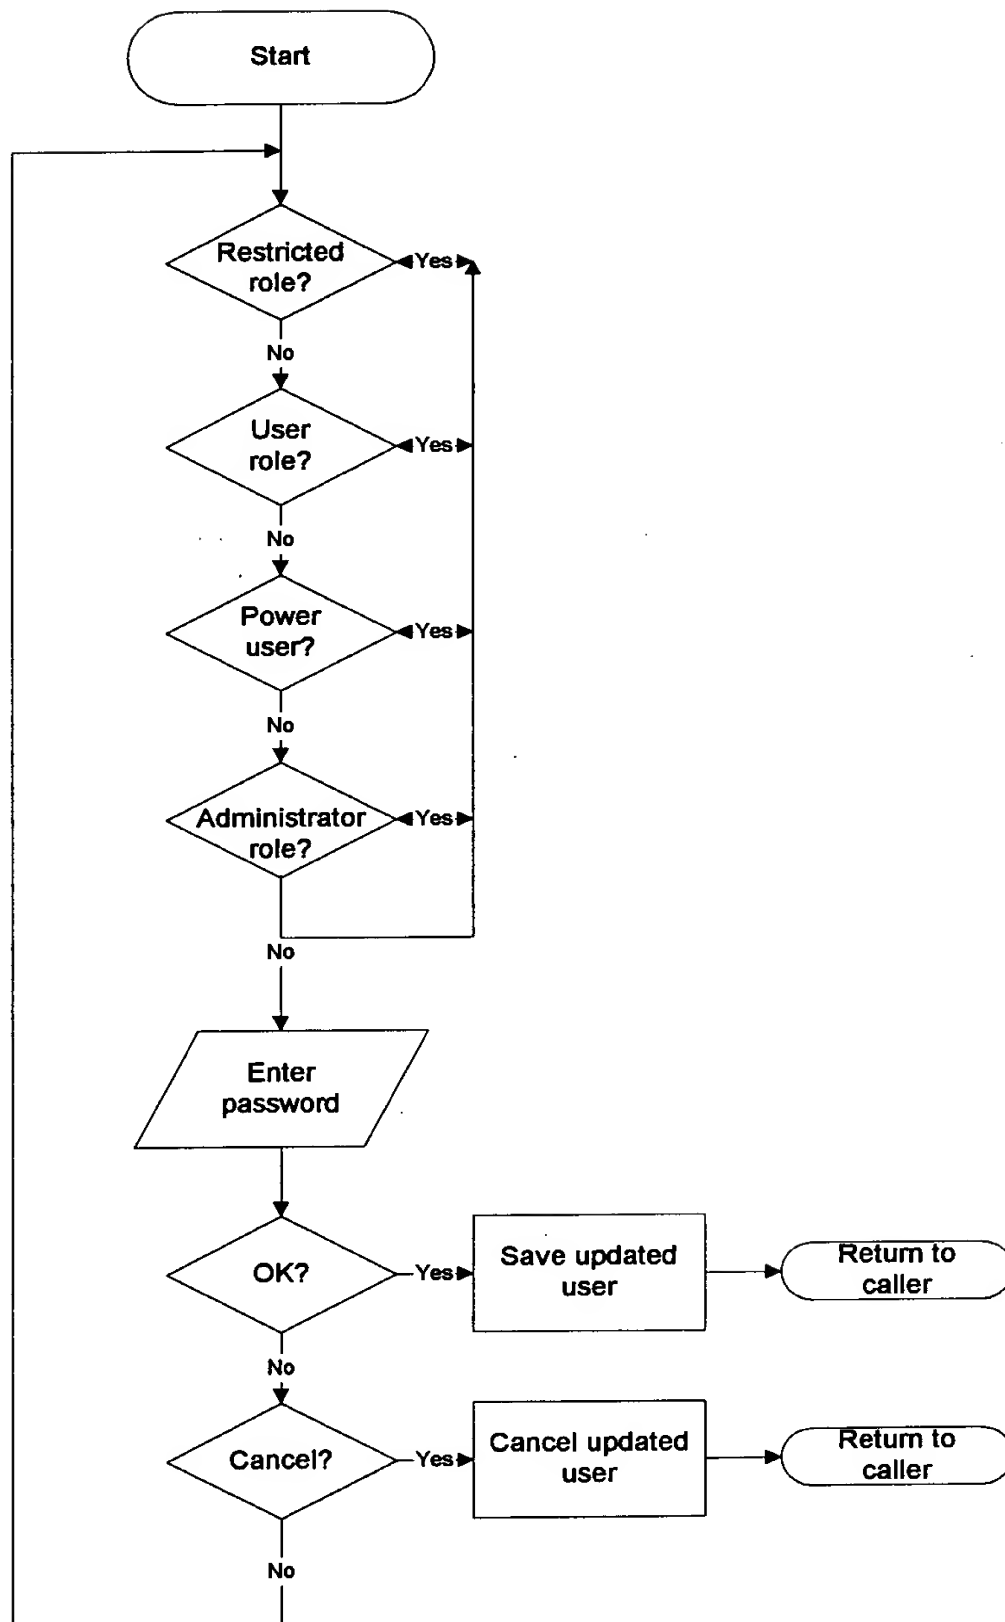 Start
Restricted
role?
Yes
No
User
role?
Yes
No
Power
user?
Yes
No
Administrator
role?
Yes
No
Enter
password
OK?
Yes
Save updated
user
Return to
caller
No
Cancel?
Yes
Cancel updated
user
Return to
caller
No